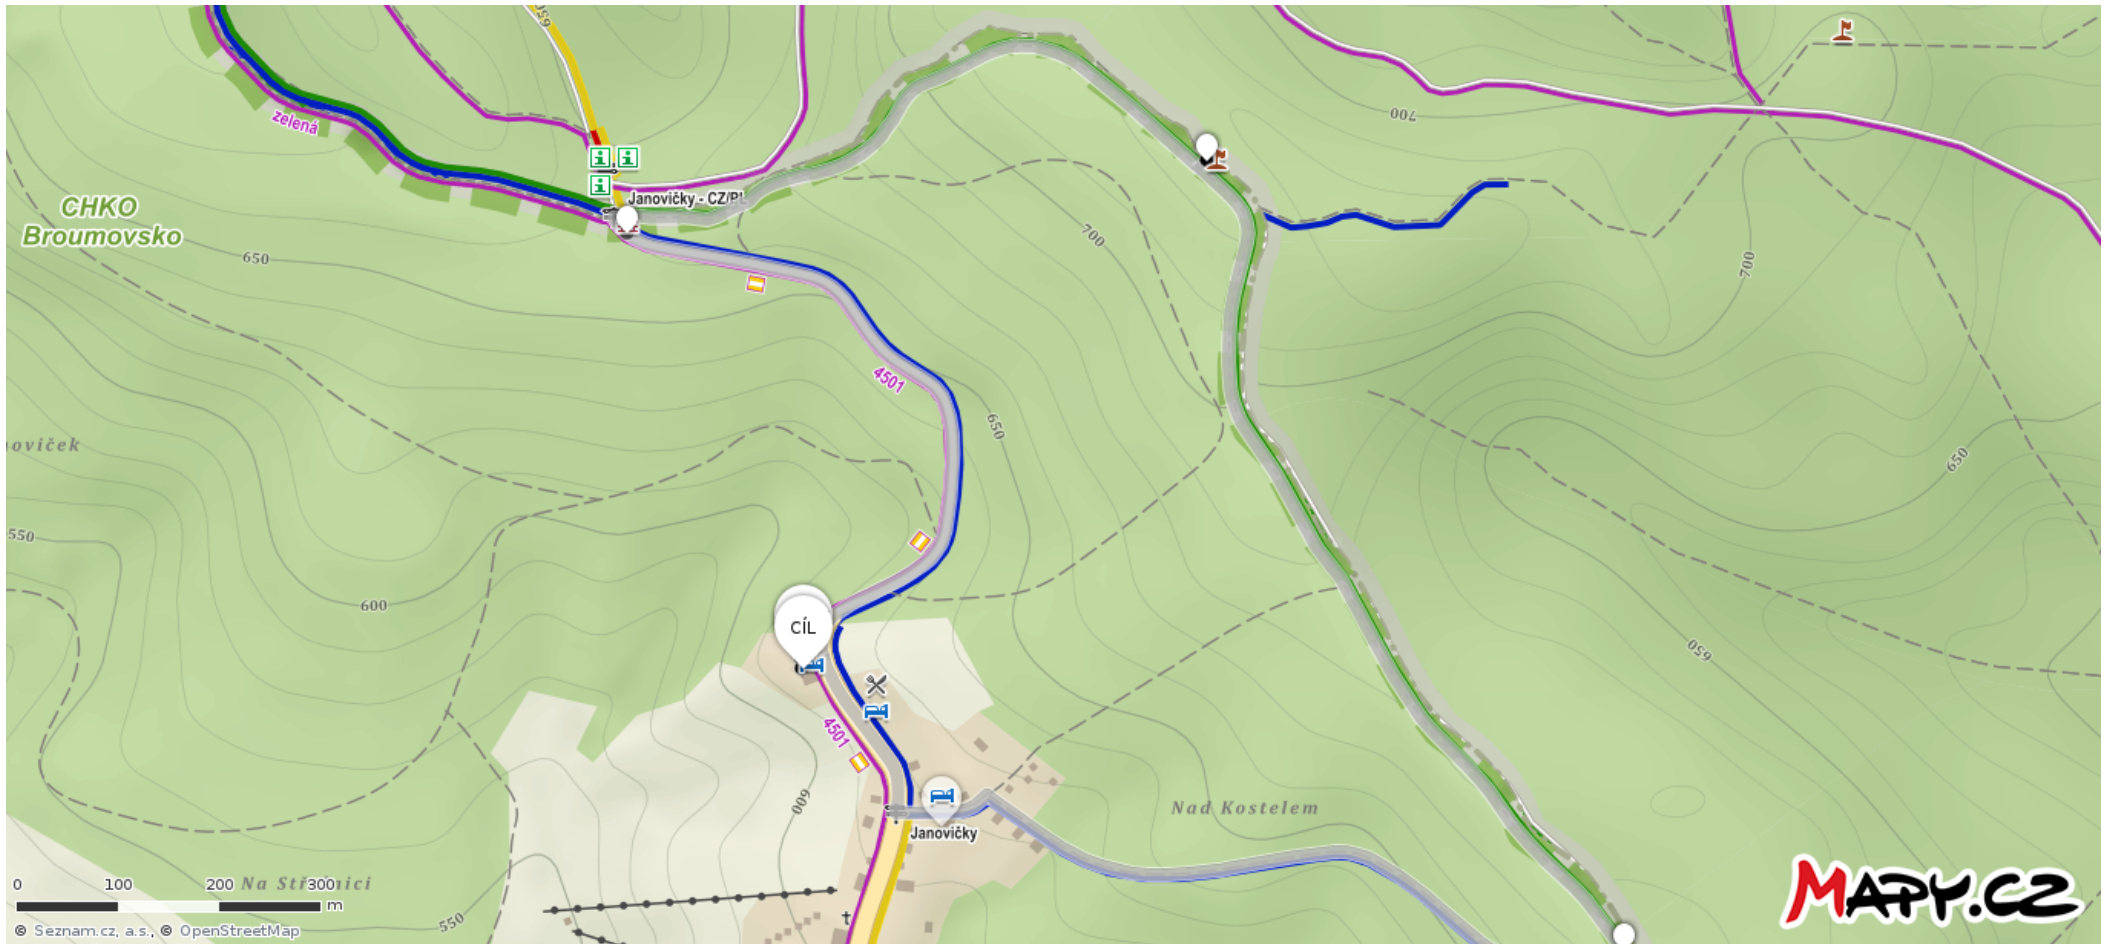 650
zelená
700
Janovičky - CZ/PL
CHKO
Broumovsko
650
700
700
4501
650
oviček
650
550
600
CÍL
650
4501
600
Nad Kostelem
Janovičky
0 100 200 300 m
550
MAPY.CZ
© Seznam.cz, a.s., © OpenStreetMap